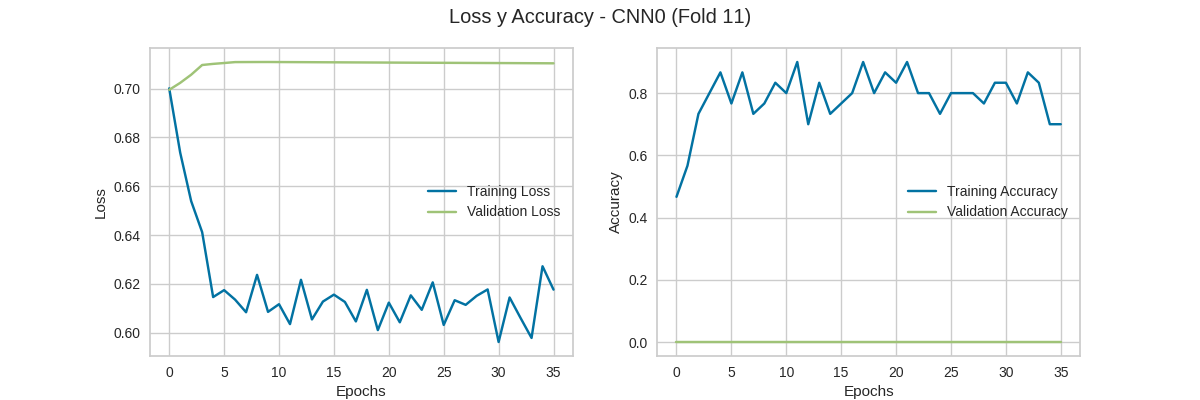 Loss y Accuracy - CNN0 (Fold 11)
0.70
0.68
0.66
0.64
0.62
0.60
Loss
0 5 10 15 20 25 30 35
Epochs
Training Loss
Validation Loss
0.8
0.6
0.4
0.2
0.0
Accuracy
0 5 10 15 20 25 30 35
Epochs
Training Accuracy
Validation Accuracy